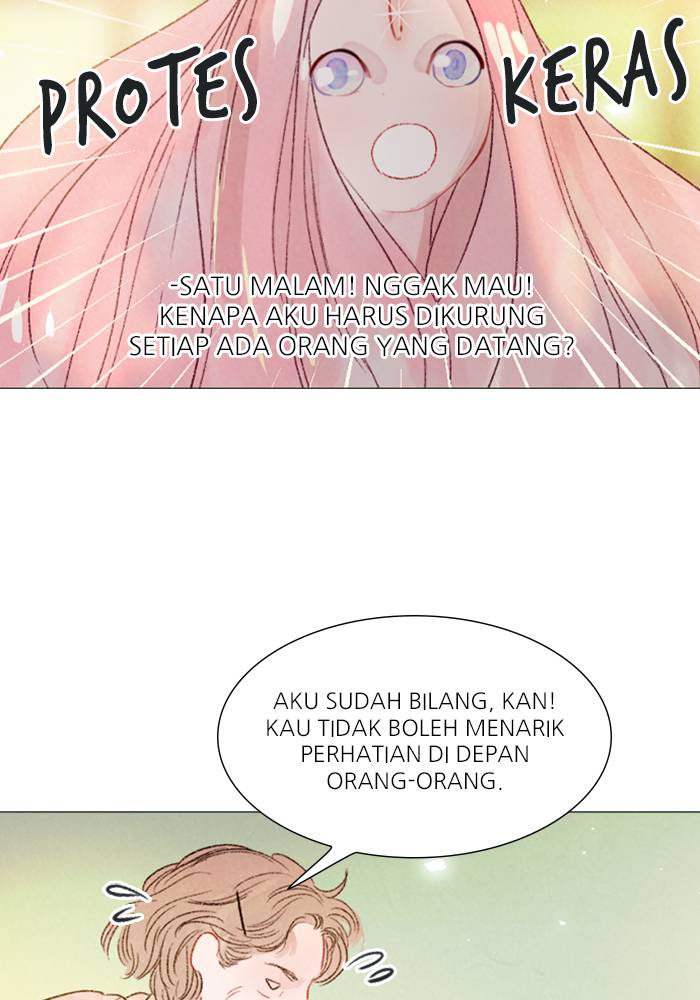 PROTES KERAS
-SATU MALAM! NGGAK MAU!
KENAPA AKU HARUS DIKURUNG
SETIAP ADA ORANG YANG DATANG?
AKU SUDAH BILANG, KAN!
KAU TIDAK BOLEH MENARIK
PERHATIAN DI DEPAN
ORANG-ORANG.